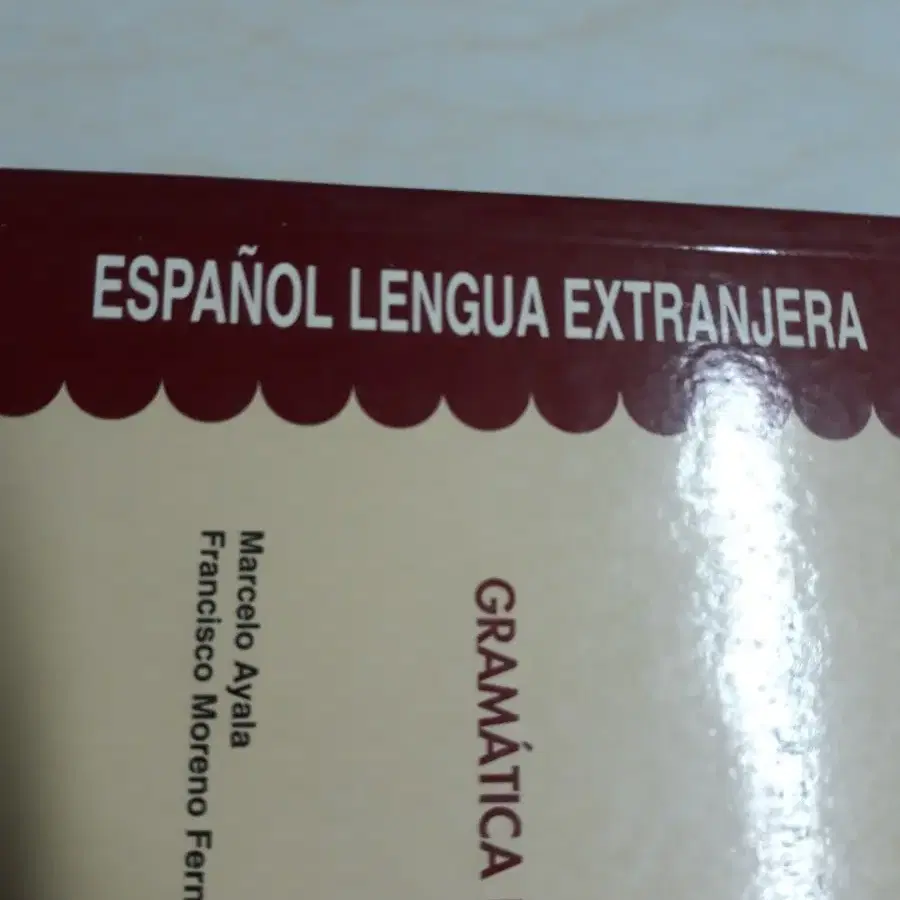 ESPAÑOL LENGUA EXTRANJERA
GRAMÁTICA
Marcelo Ayala
Francisco Moreno